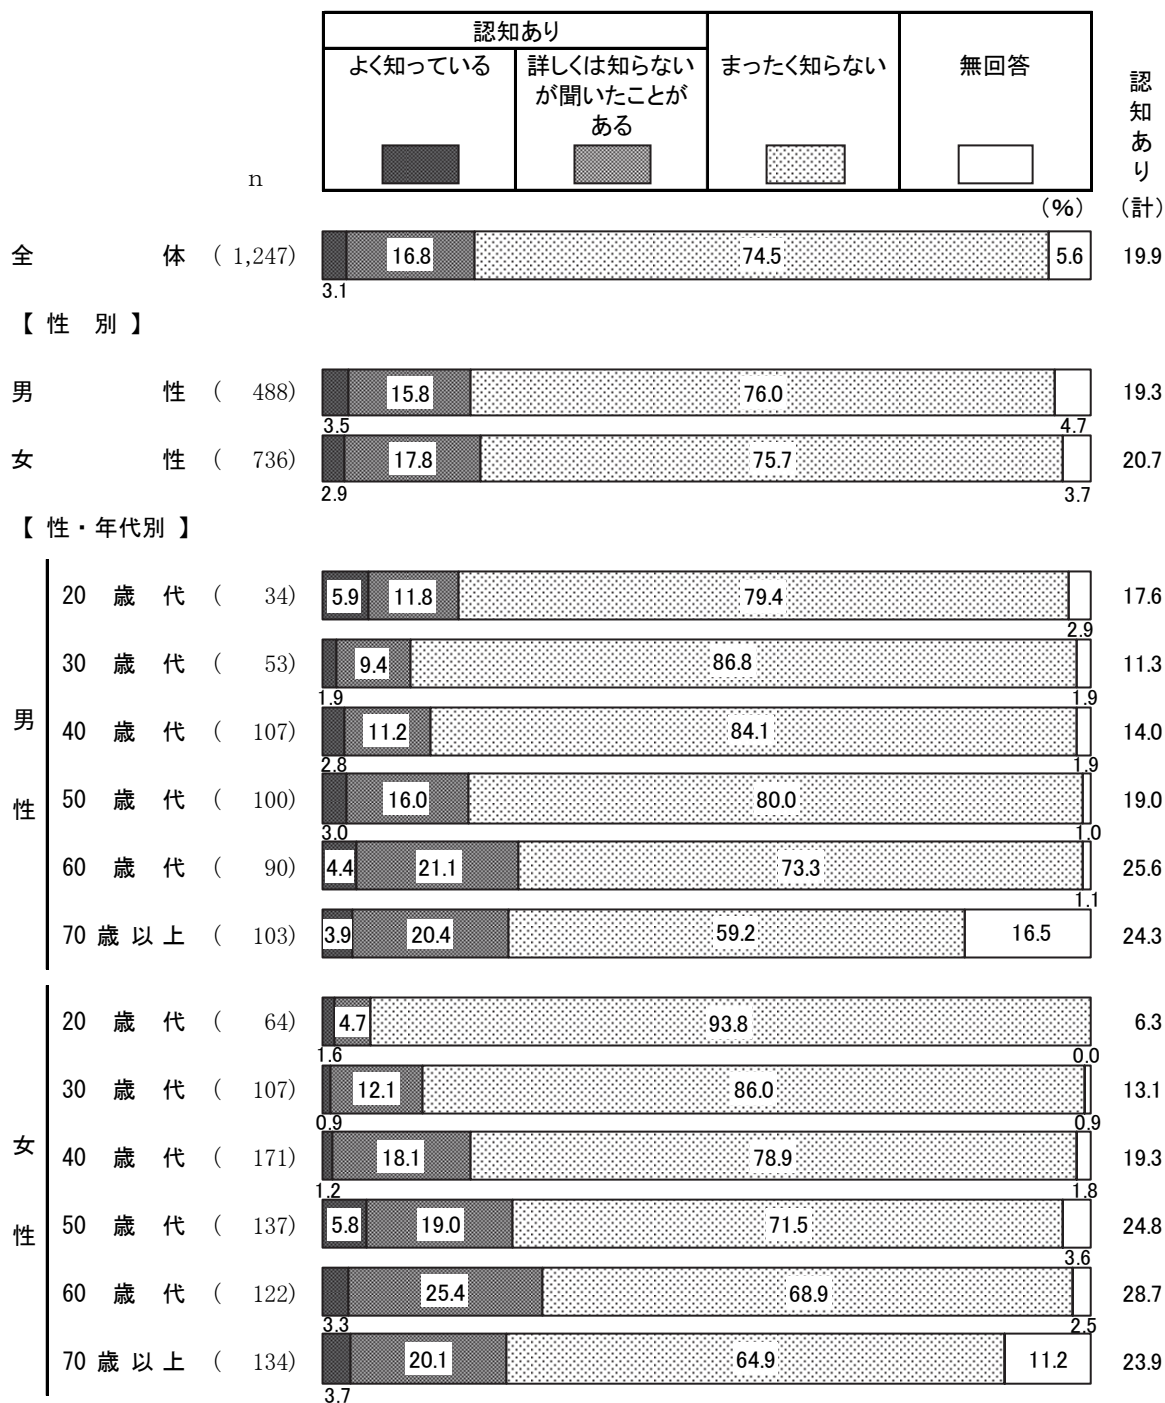 認知あり
よく知っている 詳しくは知らない まったく知らない 無回答
が聞いたことが
ある
認知あり
n
(%) (計)
全体 ( 1,247) 16.8 74.5 5.6 19.9
3.1
【 性 別 】
男性 ( 488) 15.8 76.0 19.3
3.5 4.7
女性 ( 736) 17.8 75.7 20.7
2.9 3.7
【 性・年代別 】
男性
20 歳代 ( 34) 5.9 11.8 79.4 17.6
2.9
30 歳代 ( 53) 9.4 86.8 11.3
1.9 1.9
40 歳代 ( 107) 11.2 84.1 14.0
2.8 1.9
50 歳代 ( 100) 16.0 80.0 19.0
3.0 1.0
60 歳代 ( 90) 4.4 21.1 73.3 25.6
1.1
70 歳以上 ( 103) 3.9 20.4 59.2 16.5 24.3
女性
20 歳代 ( 64) 4.7 93.8 6.3
1.6 0.0
30 歳代 ( 107) 12.1 86.0 13.1
0.9 0.9
40 歳代 ( 171) 18.1 78.9 19.3
1.2 1.8
50 歳代 ( 137) 5.8 19.0 71.5 24.8
3.6
60 歳代 ( 122) 25.4 68.9 28.7
3.3 2.5
70 歳以上 ( 134) 20.1 64.9 11.2 23.9
3.7